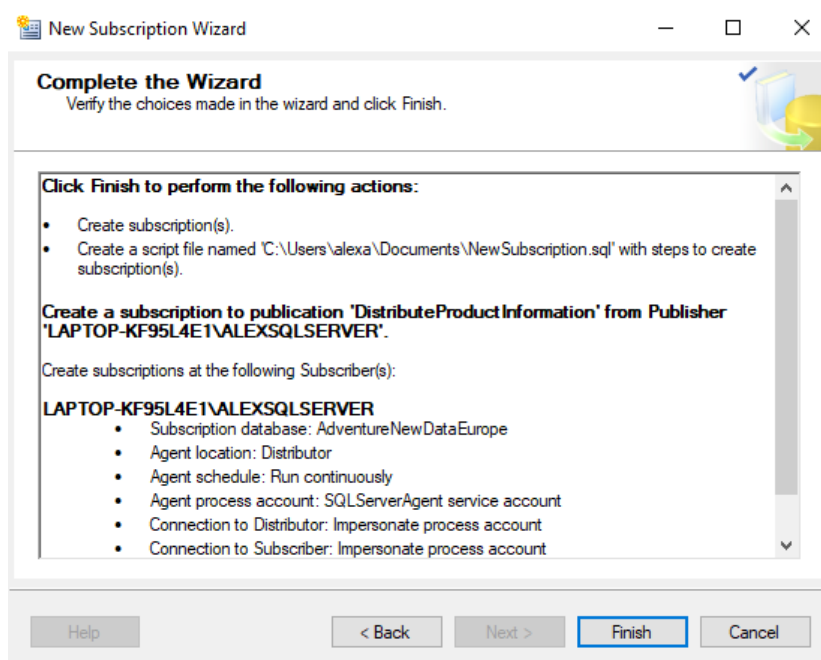 New Subscription Wizard
Complete the Wizard
Verify the choices made in the wizard and click Finish.
Click Finish to perform the following actions:
• Create subscription(s).
• Create a script file named 'C:\Users\alexa\Documents\NewSubscription.sql' with steps to create
subscription(s).
Create a subscription to publication 'DistributeProductInformation' from Publisher
'LAPTOP-KF95L4E1\ALEXSQLSERVER'.
Create subscriptions at the following Subscriber(s):
LAPTOP-KF95L4E1\ALEXSQLSERVER
• Subscription database: AdventureNewDataEurope
• Agent location: Distributor
• Agent schedule: Run continuously
• Agent process account: SQLServerAgent service account
• Connection to Distributor: Impersonate process account
• Connection to Subscriber: Impersonate process account
Help < Back Next > Finish Cancel